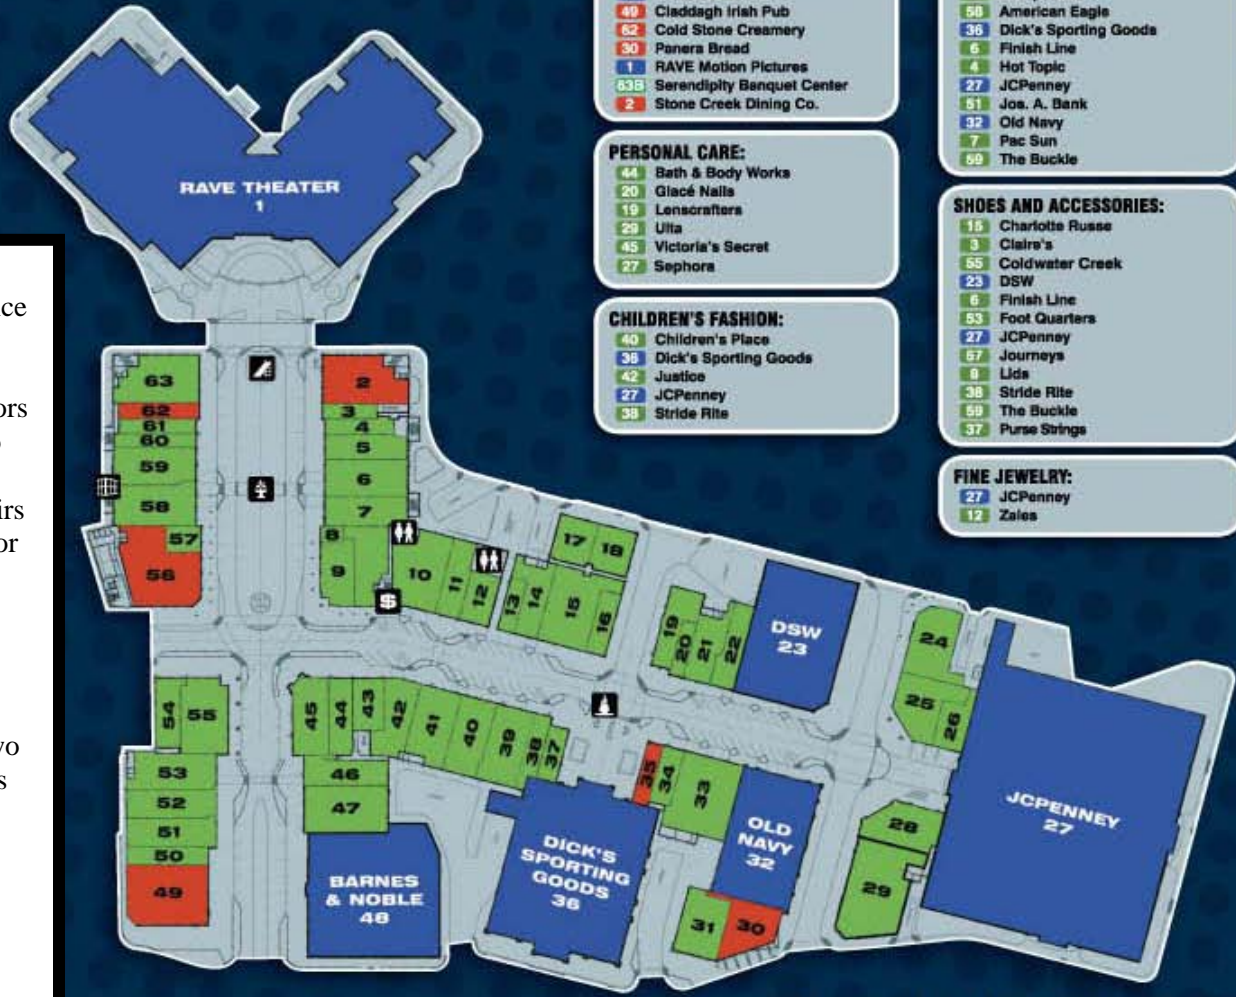 ice
ors
irs
or
wo
s
49 Claddagh Irish Pub
62 Cold Stone Creamery
30 Panera Bread
1 RAVE Motion Pictures
63B Serendipity Banquet Center
2 Stone Creek Dining Co.
PERSONAL CARE:
44 Bath & Body Works
20 Glacé Nails
19 Lenscrafters
29 Ulta
45 Victoria's Secret
27 Sephora
CHILDREN'S FASHION:
40 Children's Place
36 Dick's Sporting Goods
42 Justice
27 JCPenney
38 Stride Rite
58 American Eagle
36 Dick's Sporting Goods
6 Finish Line
4 Hot Topic
27 JCPenney
51 Jos. A. Bank
32 Old Navy
7 Pac Sun
59 The Buckle
SHOES AND ACCESSORIES:
15 Charlotte Russe
3 Claire's
55 Coldwater Creek
23 DSW
6 Finish Line
53 Foot Quarters
27 JCPenney
57 Journeys
8 Lids
38 Stride Rite
59 The Buckle
37 Purse Strings
FINE JEWELRY:
27 JCPenney
12 Zales
RAVE THEATER
1
63
2
62
3
61
4
60
5
59
6
58
7
57
8
56
9
10
11
12
13
14
15
16
17
18
19
20
21
22
DSW
23
24
25
26
JCPENNEY
27
28
29
54
55
45
44
43
42
41
40
39
38
37
53
46
52
47
51
50
49
BARNES
& NOBLE
48
DICK'S
SPORTING
GOODS
36
35
34
33
OLD
NAVY
32
31
30
$